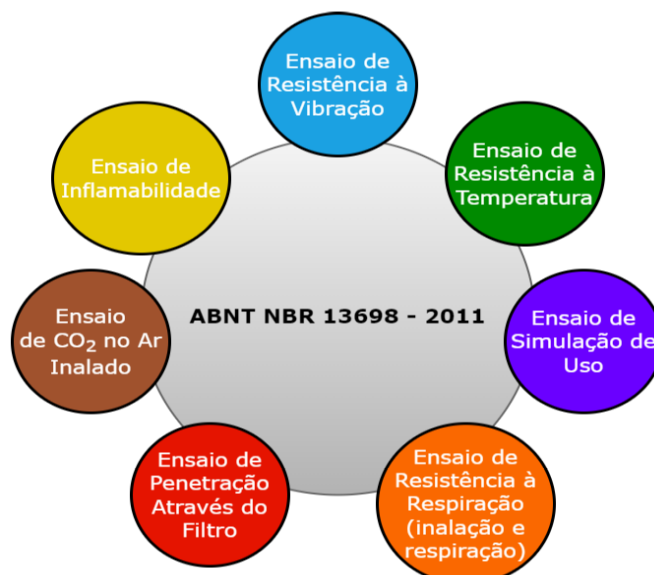 Ensaio de
Resistência à
Vibração
Ensaio de
Resistência à
Temperatura
Ensaio de
Simulação de
Uso
Ensaio de
Resistência à
Respiração
(inalação e
respiração)
Ensaio de
Penetração
Através do
Filtro
Ensaio
de CO₂ no Ar
Inalado
Ensaio de
Inflamabilidade
ABNT NBR 13698 - 2011